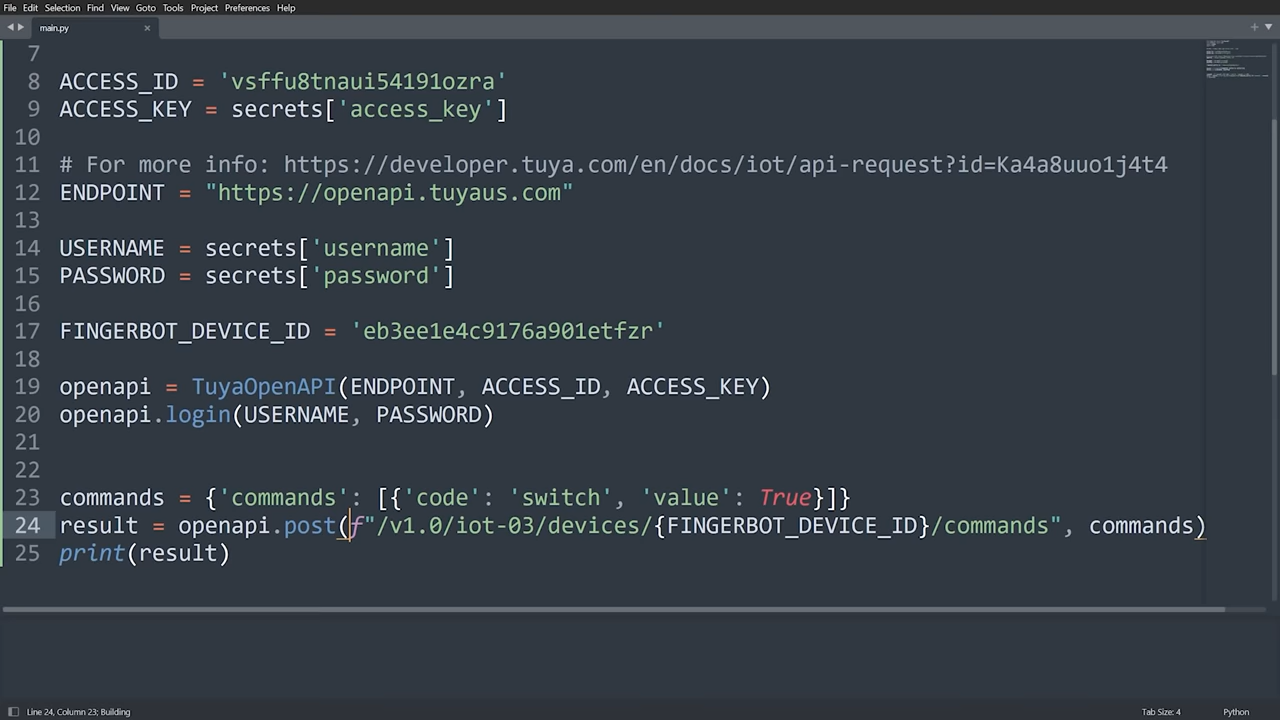 File Edit Selection Find View Goto Tools Project Preferences Help
main.py ×
7
8 ACCESS_ID = 'vsffu8tnaui54191ozra'
9 ACCESS_KEY = secrets['access_key']
10
11 # For more info: https://developer.tuya.com/en/docs/iot/api-request?id=Ka4a8uuo1j4t4
12 ENDPOINT = "https://openapi.tuyaus.com"
13
14 USERNAME = secrets['username']
15 PASSWORD = secrets['password']
16
17 FINGERBOT_DEVICE_ID = 'eb3ee1e4c9176a901etfzr'
18
19 openapi = TuyaOpenAPI(ENDPOINT, ACCESS_ID, ACCESS_KEY)
20 openapi.login(USERNAME, PASSWORD)
21
22
23 commands = {'commands': [{'code': 'switch', 'value': True}]}
24 result = openapi.post(f"/v1.0/iot-03/devices/{FINGERBOT_DEVICE_ID}/commands", commands)
25 print(result)
Line 24, Column 23; Building Tab Size: 4 Python